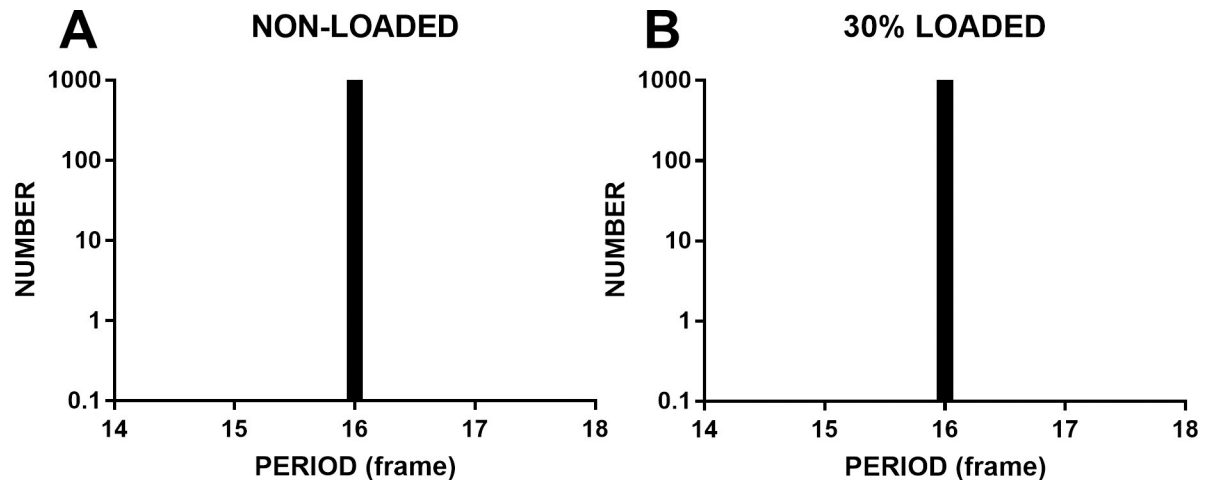 A
NON-LOADED
1000
100
10
1
0.1
NUMBER
14 15 16 17 18
PERIOD (frame)
B
30% LOADED
1000
100
10
1
0.1
NUMBER
14 15 16 17 18
PERIOD (frame)